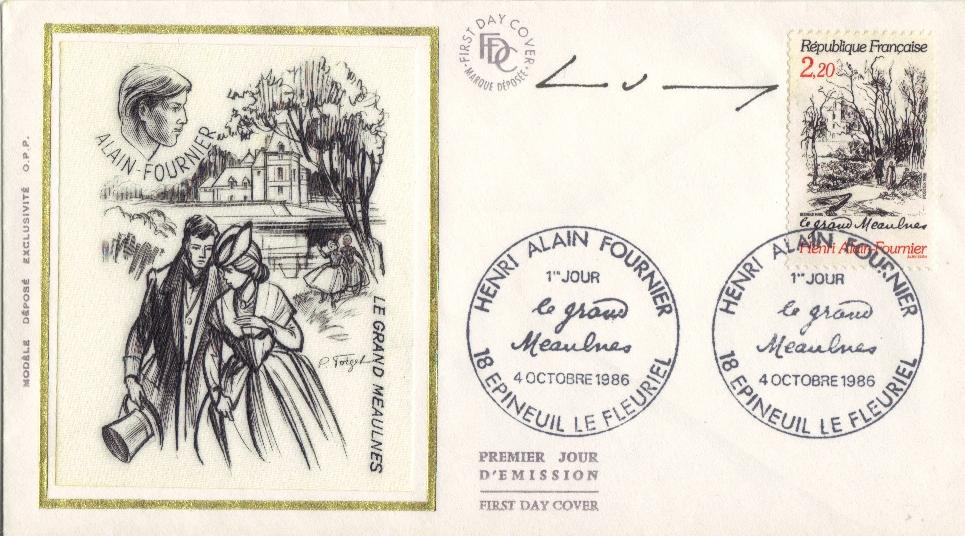 MODÈLE DÉPOSÉ EXCLUSIVITÉ O.P.P.
ALAIN-FOURNIER
LE GRAND MEAULNES
FIRST DAY COVER
FDC
MARQUE DÉPOSÉE
République Française
2,20
le grand Meaulnes
Henri Alain-Fournier
HENRI ALAIN FOURNIER
1er JOUR
le grand
Meaulnes
4 OCTOBRE 1986
18 EPINEUIL LE FLEURIEL
HENRI ALAIN FOURNIER
1er JOUR
le grand
Meaulnes
4 OCTOBRE 1986
18 EPINEUIL LE FLEURIEL
PREMIER JOUR
D'EMISSION
FIRST DAY COVER